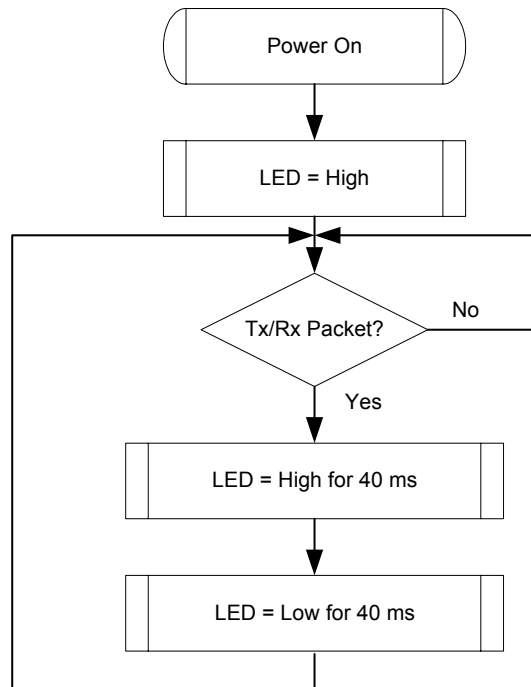 Power On
LED = High
Tx/Rx Packet?
No
Yes
LED = High for 40 ms
LED = Low for 40 ms